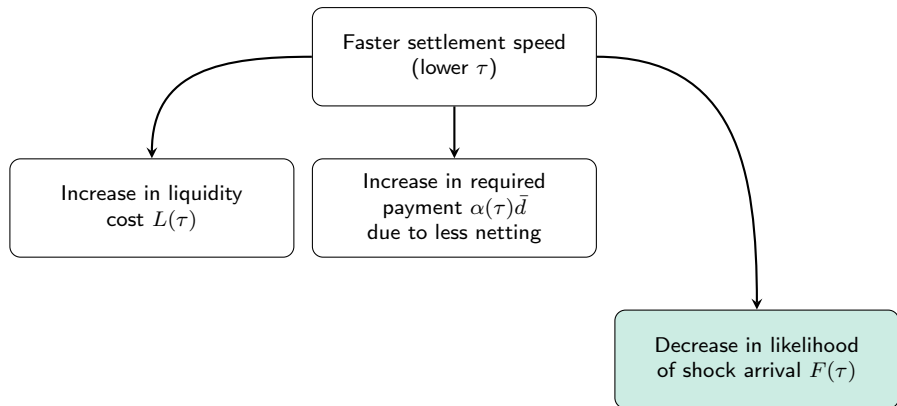 Faster settlement speed
(lower τ)
Increase in liquidity
cost L(τ)
Increase in required
payment α(τ)d̄
due to less netting
Decrease in likelihood
of shock arrival F(τ)